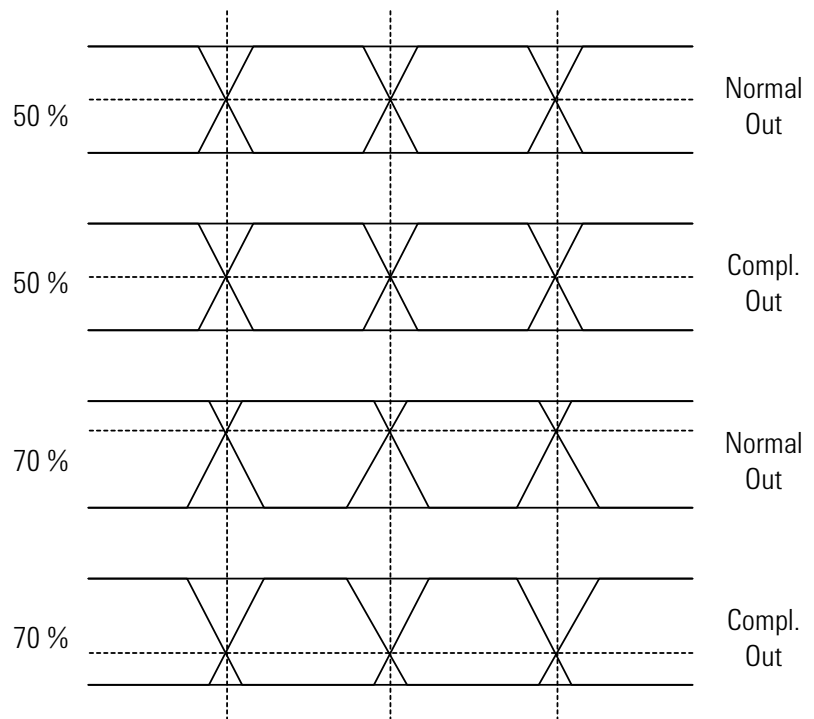 Normal
Out
50 %
Compl.
Out
50 %
Normal
Out
70 %
Compl.
Out
70 %